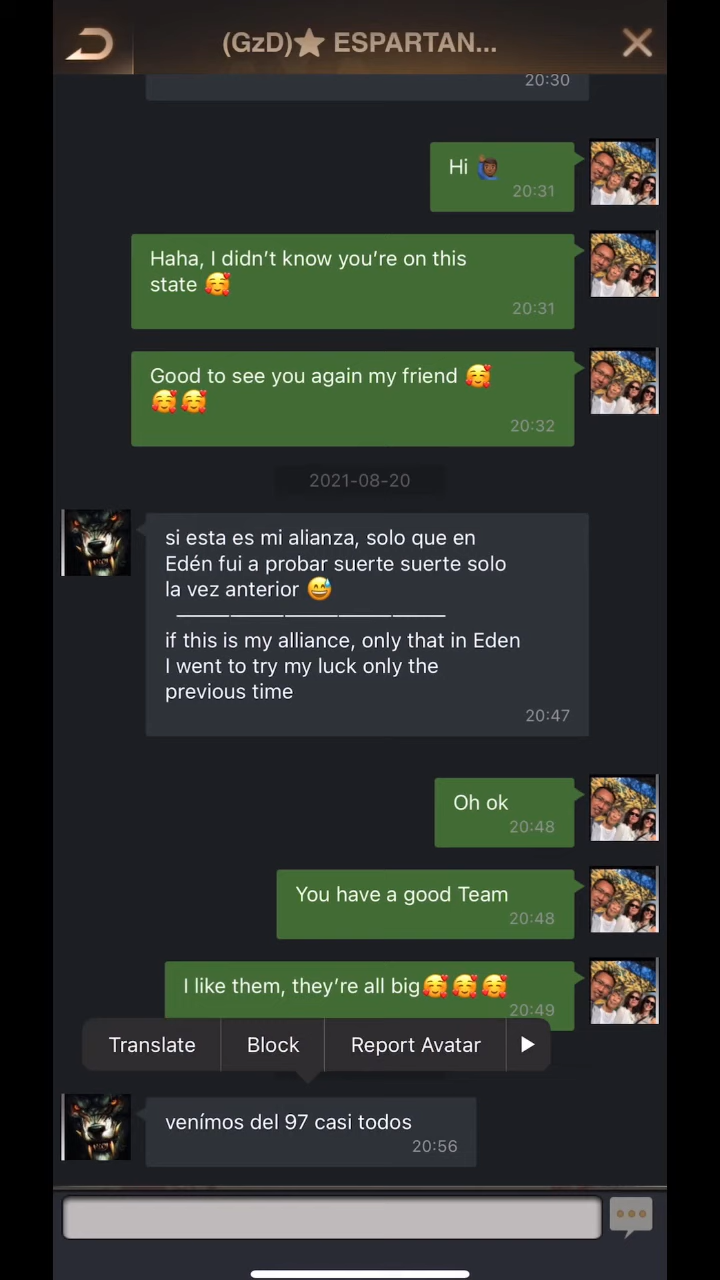 (GzD)★ ESPARTAN...
20:30
Hi 🙋🏾‍♂️
20:31
Haha, I didn't know you're on this
state 🥰
20:31
Good to see you again my friend 🥰
🥰🥰
20:32
2021-08-20
si esta es mi alianza, solo que en
Edén fui a probar suerte suerte solo
la vez anterior 😅
if this is my alliance, only that in Eden
I went to try my luck only the
previous time
20:47
Oh ok
20:48
You have a good Team
20:48
I like them, they're all big🥰🥰🥰
20:49
Translate
Block
Report Avatar
venímos del 97 casi todos
20:56